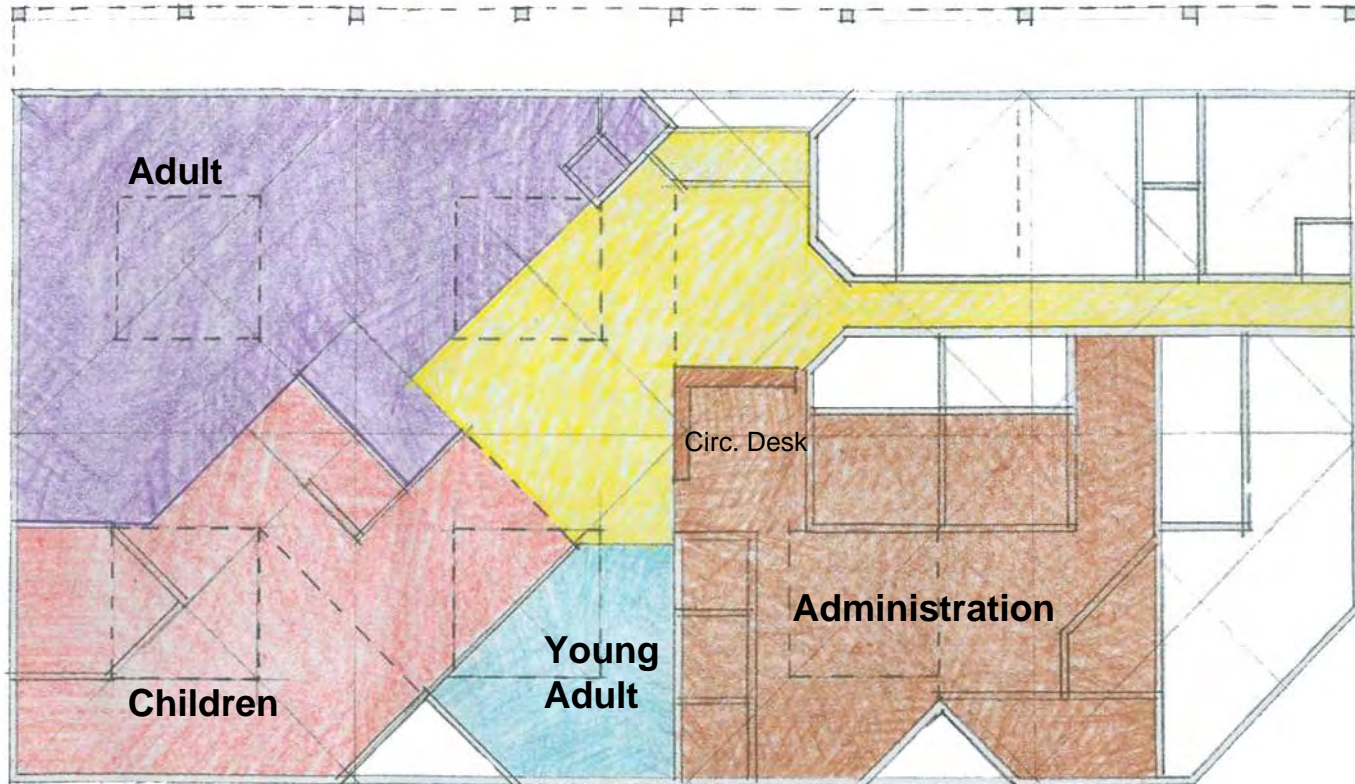 Adult
Circ. Desk
Administration
Young
Adult
Children